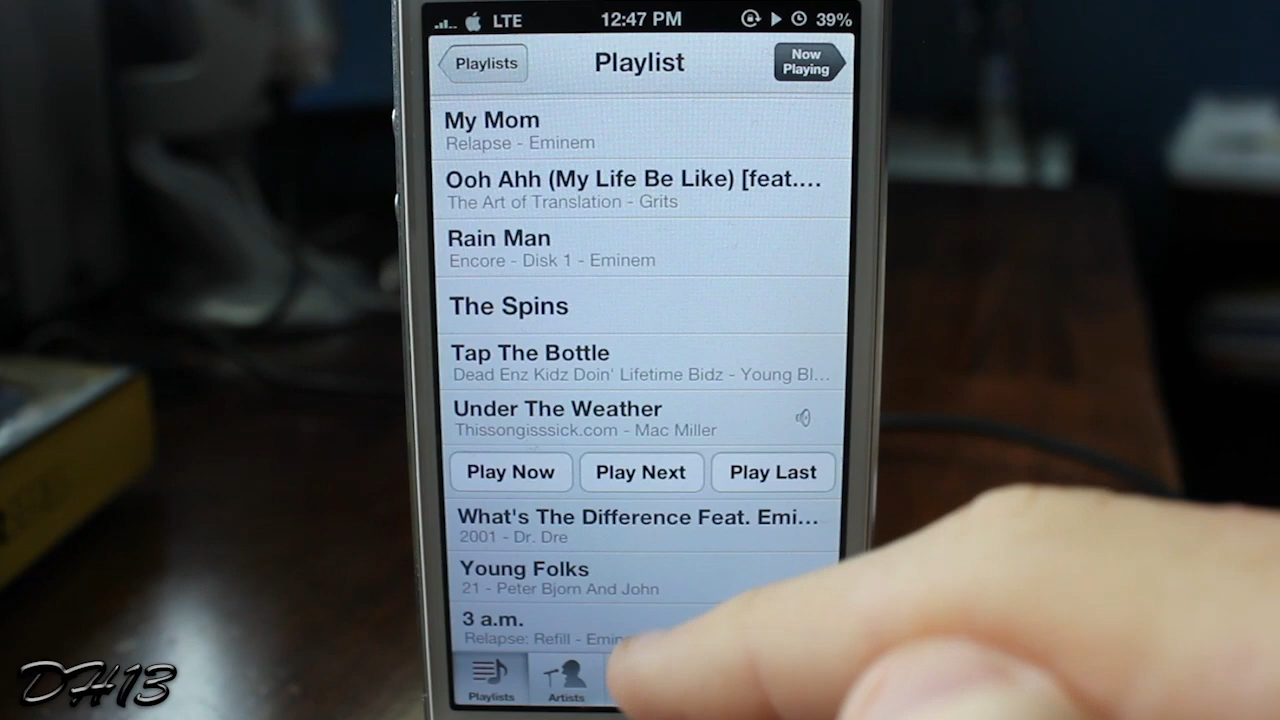 LTE 12:47 PM 39%
Playlists Playlist Now Playing
My Mom
Relapse - Eminem
Ooh Ahh (My Life Be Like) [feat....
The Art of Translation - Grits
Rain Man
Encore - Disk 1 - Eminem
The Spins
Tap The Bottle
Dead Enz Kidz Doin' Lifetime Bidz - Young Bl...
Under The Weather
Thissongisssick.com - Mac Miller
Play Now Play Next Play Last
What's The Difference Feat. Emi...
2001 - Dr. Dre
Young Folks
21 - Peter Bjorn And John
3 a.m.
Relapse: Refill - Emine
Playlists Artists
DH13